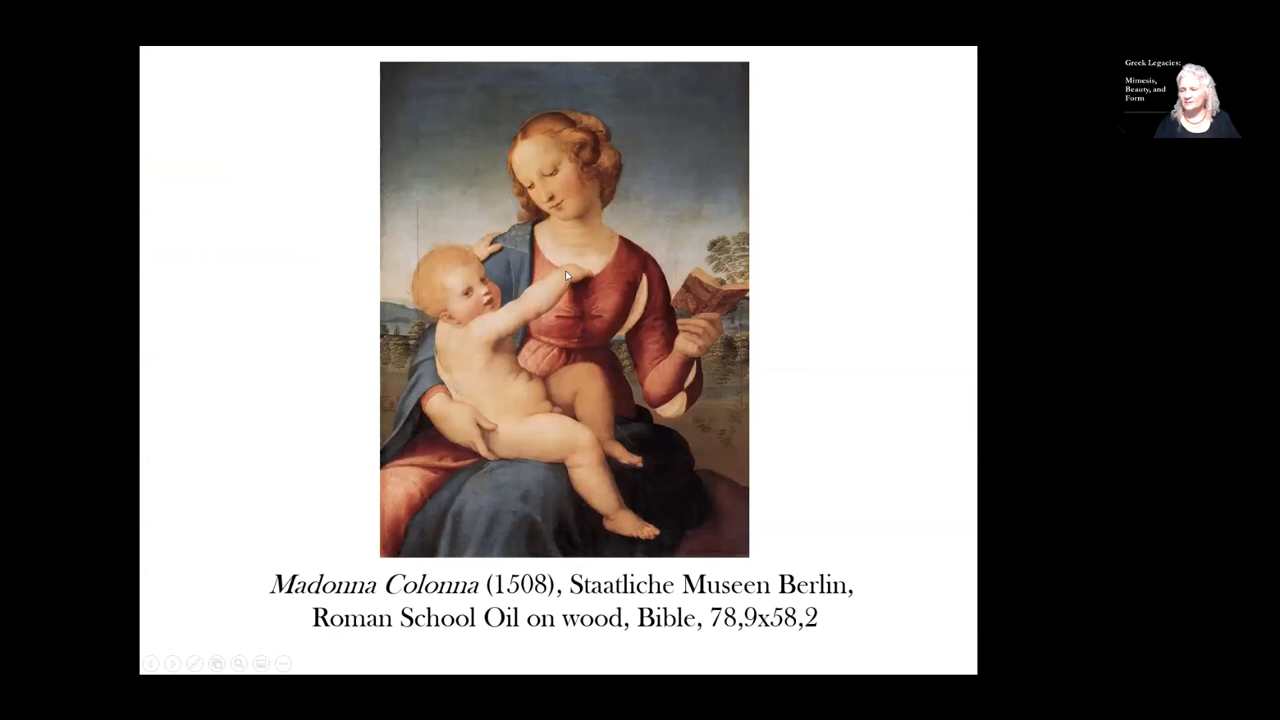 Madonna Colonna (1508), Staatliche Museen Berlin,
Roman School Oil on wood, Bible, 78,9x58,2
Greek Legacies:
Mimesis,
Beauty, and
Form